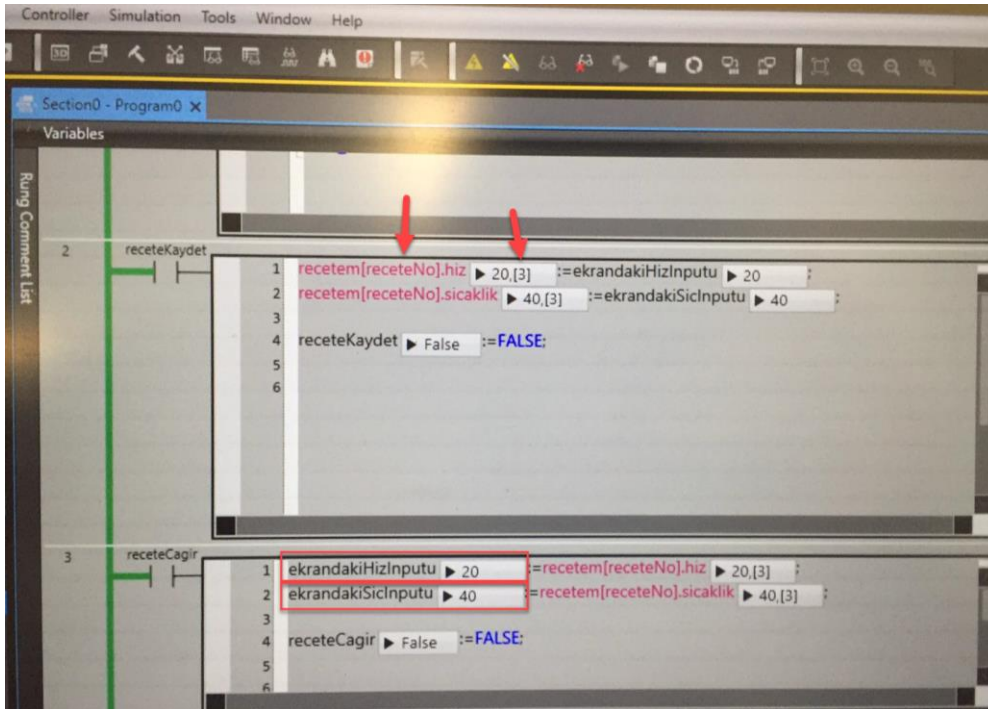 Controller Simulation Tools Window Help
3D
Section0 - Program0 ×
Variables
Rung Comment List
2 receteKaydet
1 recetem[receteNo].hiz ▶ 20,[3] :=ekrandakiHizInputu ▶ 20 ;
2 recetem[receteNo].sicaklik ▶ 40,[3] :=ekrandakiSicInputu ▶ 40 ;
3
4 receteKaydet ▶ False :=FALSE;
5
6
3 receteCagir
1 ekrandakiHizInputu ▶ 20 :=recetem[receteNo].hiz ▶ 20,[3] ;
2 ekrandakiSicInputu ▶ 40 :=recetem[receteNo].sicaklik ▶ 40,[3] ;
3
4 receteCagir ▶ False :=FALSE;
5
6